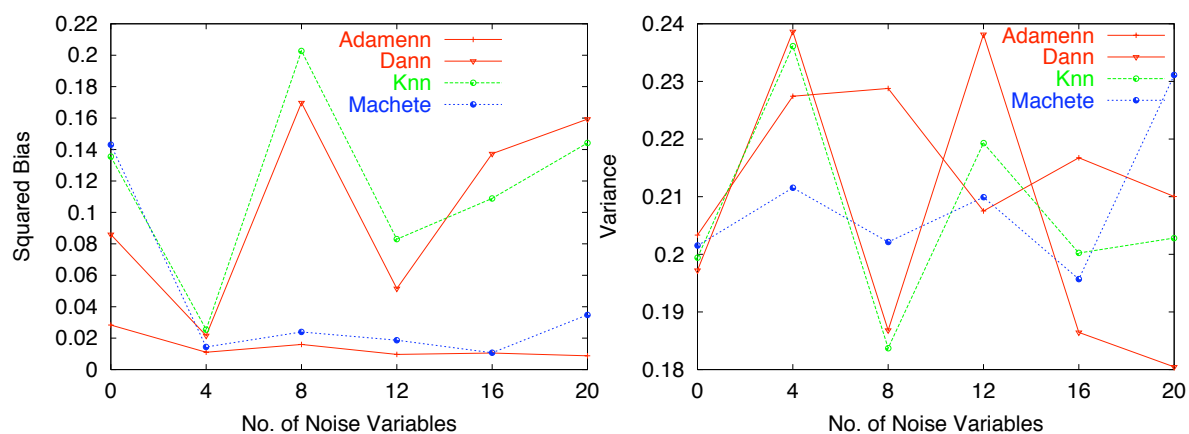 0.22
0.2
0.18
0.16
0.14
0.12
0.1
0.08
0.06
0.04
0.02
0
Squared Bias
Adamenn
Dann
Knn
Machete
0 4 8 12 16 20
No. of Noise Variables
0.24
0.23
0.22
0.21
0.2
0.19
0.18
Variance
Adamenn
Dann
Knn
Machete
0 4 8 12 16 20
No. of Noise Variables